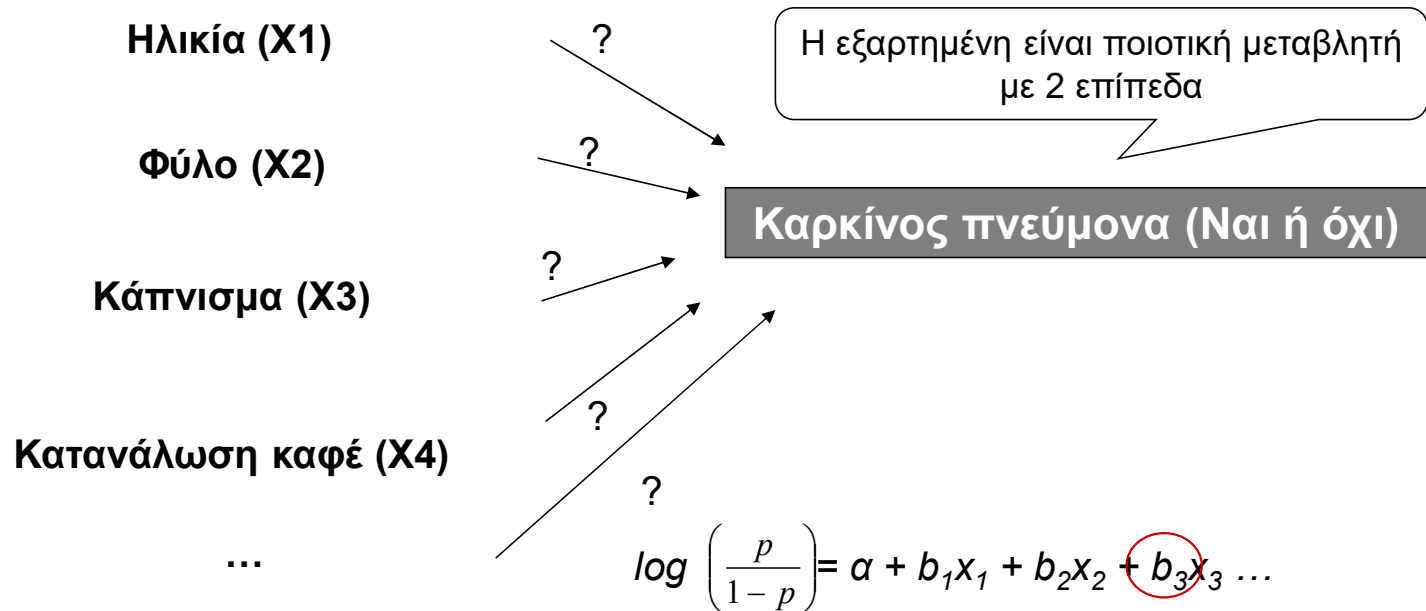 Ηλικία (Χ1)
?
Η εξαρτημένη είναι ποιοτική μεταβλητή
με 2 επίπεδα
Φύλο (Χ2)
?
Καρκίνος πνεύμονα (Ναι ή όχι)
Κάπνισμα (Χ3)
?
Κατανάλωση καφέ (Χ4)
?
...
?
log (p / 1 − p) = α + b₁x₁ + b₂x₂ + b₃x₃ ...